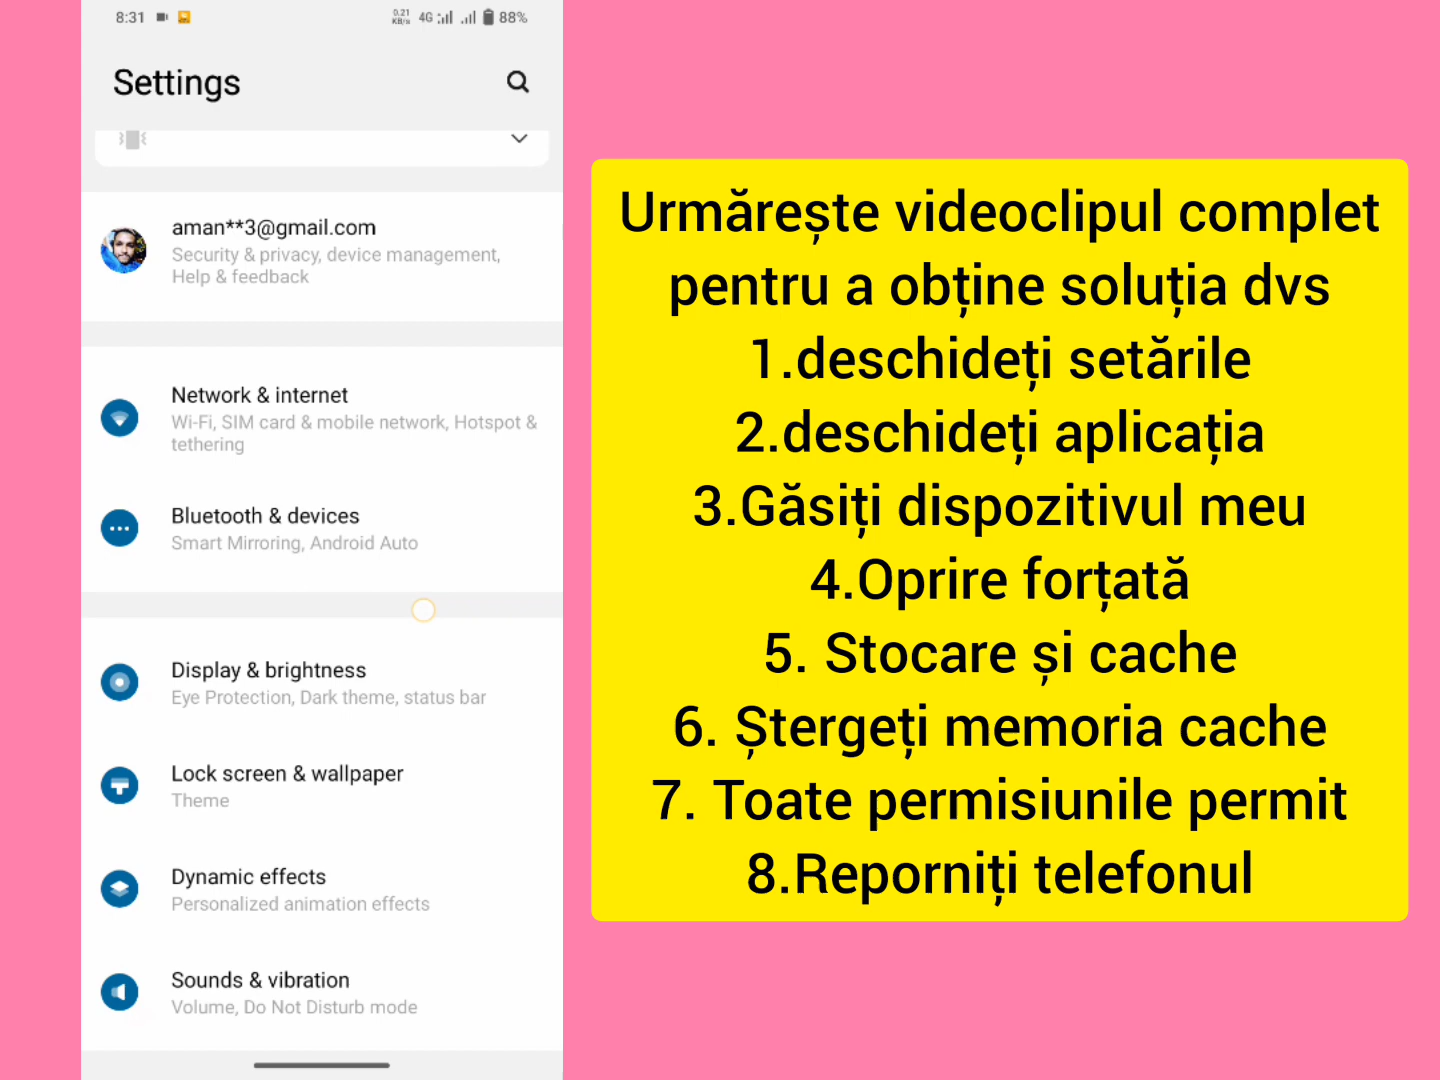 8:31
0.21
KB/s
4G
88%
Settings
aman**3@gmail.com
Security & privacy, device management,
Help & feedback
Network & internet
Wi-Fi, SIM card & mobile network, Hotspot &
tethering
Bluetooth & devices
Smart Mirroring, Android Auto
Display & brightness
Eye Protection, Dark theme, status bar
Lock screen & wallpaper
Theme
Dynamic effects
Personalized animation effects
Sounds & vibration
Volume, Do Not Disturb mode
Urmărește videoclipul complet
pentru a obține soluția dvs
1.deschideți setările
2.deschideți aplicația
3.Găsiți dispozitivul meu
4.Oprire forțată
5. Stocare și cache
6. Ștergeți memoria cache
7. Toate permisiunile permit
8.Reporniți telefonul